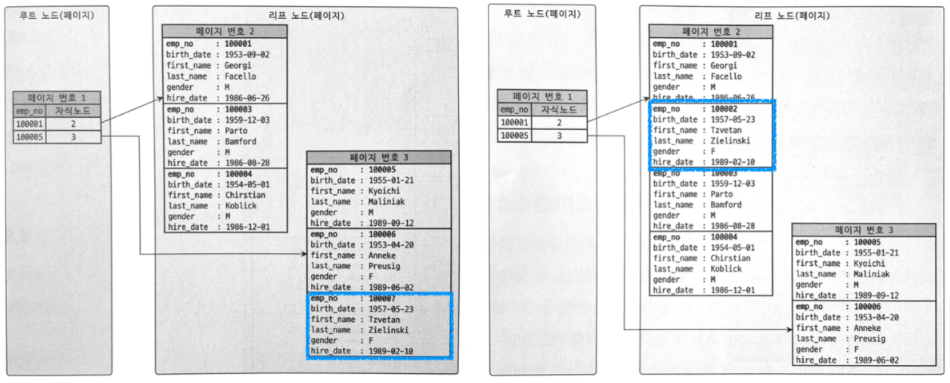 루트 노드(페이지)
페이지 번호 1
emp_no 자식노드
100001 2
100005 3
리프 노드(페이지)
페이지 번호 2
emp_no : 100001
birth_date : 1953-09-02
first_name : Georgi
last_name : Facello
gender : M
hire_date : 1986-06-26
emp_no : 100003
birth_date : 1959-12-03
first_name : Parto
last_name : Bamford
gender : M
hire_date : 1986-08-28
emp_no : 100004
birth_date : 1954-05-01
first_name : Chirstian
last_name : Koblick
gender : M
hire_date : 1986-12-01
페이지 번호 3
emp_no : 100005
birth_date : 1955-01-21
first_name : Kyoichi
last_name : Maliniak
gender : M
hire_date : 1989-09-12
emp_no : 100006
birth_date : 1953-04-20
first_name : Anneke
last_name : Preusig
gender : F
hire_date : 1989-06-02
emp_no : 100007
birth_date : 1957-05-23
first_name : Tzvetan
last_name : Zielinski
gender : F
hire_date : 1989-02-10
루트 노드(페이지)
페이지 번호 1
emp_no 자식노드
100001 2
100005 3
리프 노드(페이지)
페이지 번호 2
emp_no : 100001
birth_date : 1953-09-02
first_name : Georgi
last_name : Facello
gender : M
hire_date : 1986-06-26
emp_no : 100002
birth_date : 1957-05-23
first_name : Tzvetan
last_name : Zielinski
gender : F
hire_date : 1989-02-10
emp_no : 100003
birth_date : 1959-12-03
first_name : Parto
last_name : Bamford
gender : M
hire_date : 1986-08-28
emp_no : 100004
birth_date : 1954-05-01
first_name : Chirstian
last_name : Koblick
gender : M
hire_date : 1986-12-01
페이지 번호 3
emp_no : 100005
birth_date : 1955-01-21
first_name : Kyoichi
last_name : Maliniak
gender : M
hire_date : 1989-09-12
emp_no : 100006
birth_date : 1953-04-20
first_name : Anneke
last_name : Preusig
gender : F
hire_date : 1989-06-02